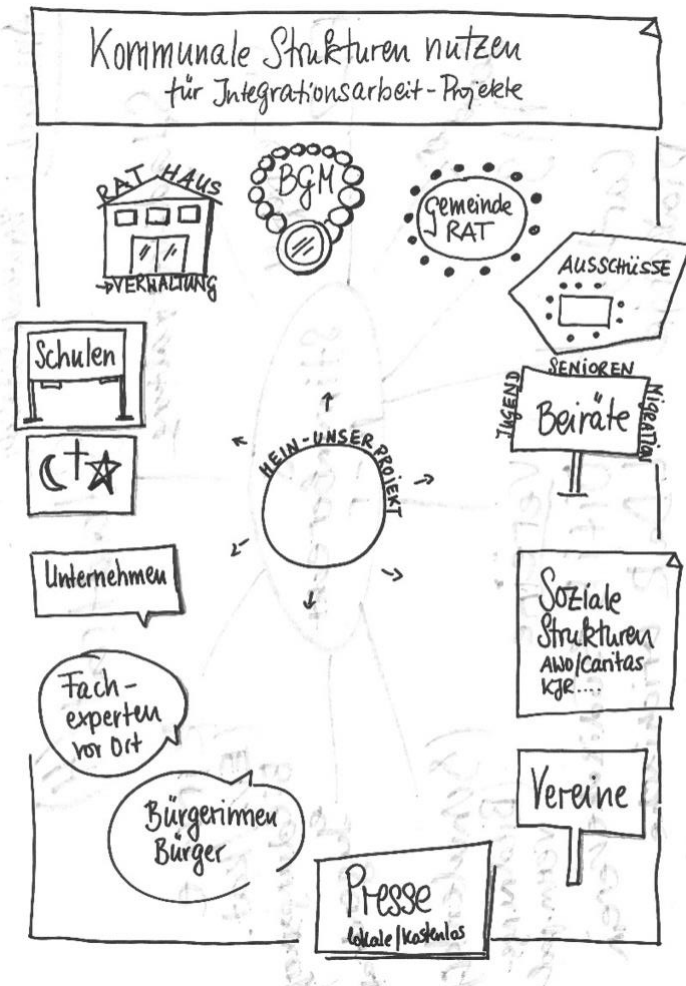 Kommunale Strukturen nutzen
für Integrationsarbeit-Projekte
RAT HAUS
VERWALTUNG
BGM
Gemeinde
RAT
AUSSCHÜSSE
Schulen
SENIOREN
JUGEND
Beiräte
MIGRATION
MEIN-UNSER PROJEKT
Unternehmen
Soziale
Strukturen
AWO/Caritas
KJR....
Fach-
experten
vor Ort
Vereine
Bürgerinnen
Bürger
Presse
lokale/kostenlos